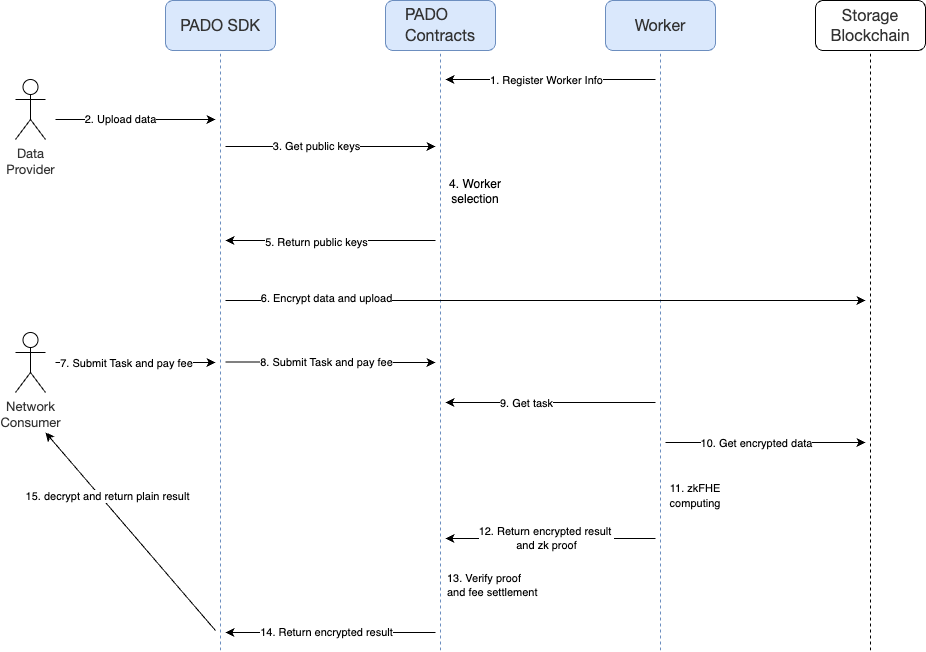 PADO SDK
PADO
Contracts
Worker
Storage
Blockchain
1. Register Worker Info
2. Upload data
Data
Provider
3. Get public keys
4. Worker
selection
5. Return public keys
6. Encrypt data and upload
7. Submit Task and pay fee
8. Submit Task and pay fee
Network
Consumer
9. Get task
10. Get encrypted data
11. zkFHE
computing
15. decrypt and return plain result
12. Return encrypted result
and zk proof
13. Verify proof
and fee settlement
14. Return encrypted result